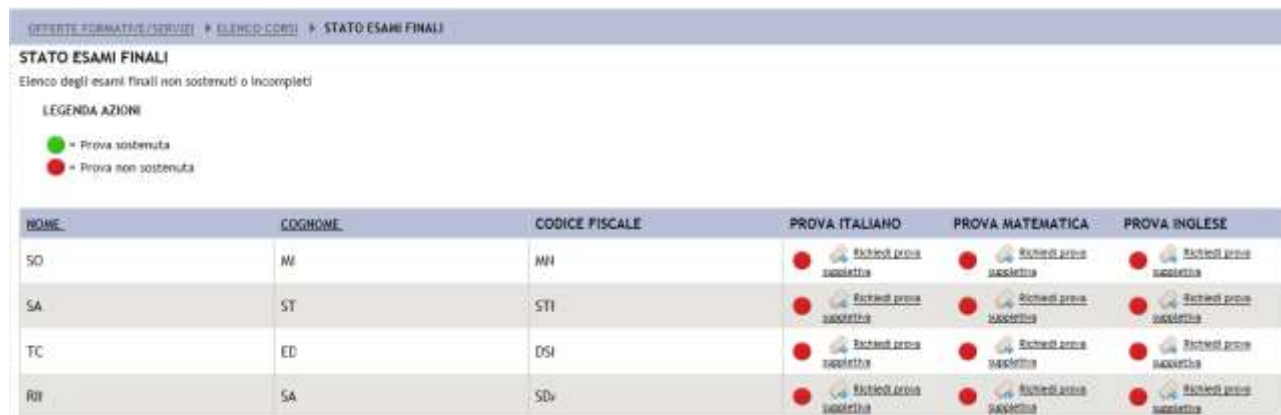 OFFERTE FORMATIVE/SERVIZI ELENCO CORSI STATO ESAMI FINALI
STATO ESAMI FINALI
Elenco degli esami finali non sostenuti o incompleti
LEGENDA AZIONI
= Prova sostenuta
= Prova non sostenuta
NOME COGNOME CODICE FISCALE PROVA ITALIANO PROVA MATEMATICA PROVA INGLESE
SO MI MN Richiedi prova Richiedi prova Richiedi prova
suppletiva suppletiva suppletiva
SA ST STI Richiedi prova Richiedi prova Richiedi prova
suppletiva suppletiva suppletiva
TC ED DSI Richiedi prova Richiedi prova Richiedi prova
suppletiva suppletiva suppletiva
SA Richiedi prova Richiedi prova Richiedi prova
suppletiva suppletiva suppletiva